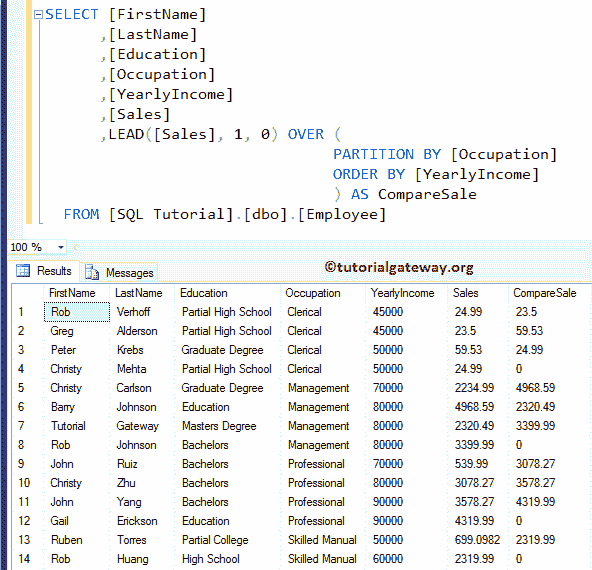 SELECT [FirstName]
,[LastName]
,[Education]
,[Occupation]
,[YearlyIncome]
,[Sales]
,LEAD([Sales], 1, 0) OVER (
PARTITION BY [Occupation]
ORDER BY [YearlyIncome]
) AS CompareSale
FROM [SQL Tutorial].[dbo].[Employee]
100 %
Results Messages ©tutorialgateway.org
FirstName LastName Education Occupation YearlyIncome Sales CompareSale
1 Rob Verhoff Partial High School Clerical 45000 24.99 23.5
2 Greg Alderson Partial High School Clerical 45000 23.5 59.53
3 Peter Krebs Graduate Degree Clerical 50000 59.53 24.99
4 Christy Mehta Partial High School Clerical 50000 24.99 0
5 Christy Carlson Graduate Degree Management 70000 2234.99 4968.59
6 Barry Johnson Education Management 80000 4968.59 2320.49
7 Tutorial Gateway Masters Degree Management 80000 2320.49 3399.99
8 Rob Johnson Bachelors Management 80000 3399.99 0
9 John Ruiz Bachelors Professional 70000 539.99 3078.27
10 Christy Zhu Bachelors Professional 80000 3078.27 3578.27
11 John Yang Bachelors Professional 90000 3578.27 4319.99
12 Gail Erickson Education Professional 90000 4319.99 0
13 Ruben Torres Partial College Skilled Manual 50000 699.0982 2319.99
14 Rob Huang High School Skilled Manual 60000 2319.99 0